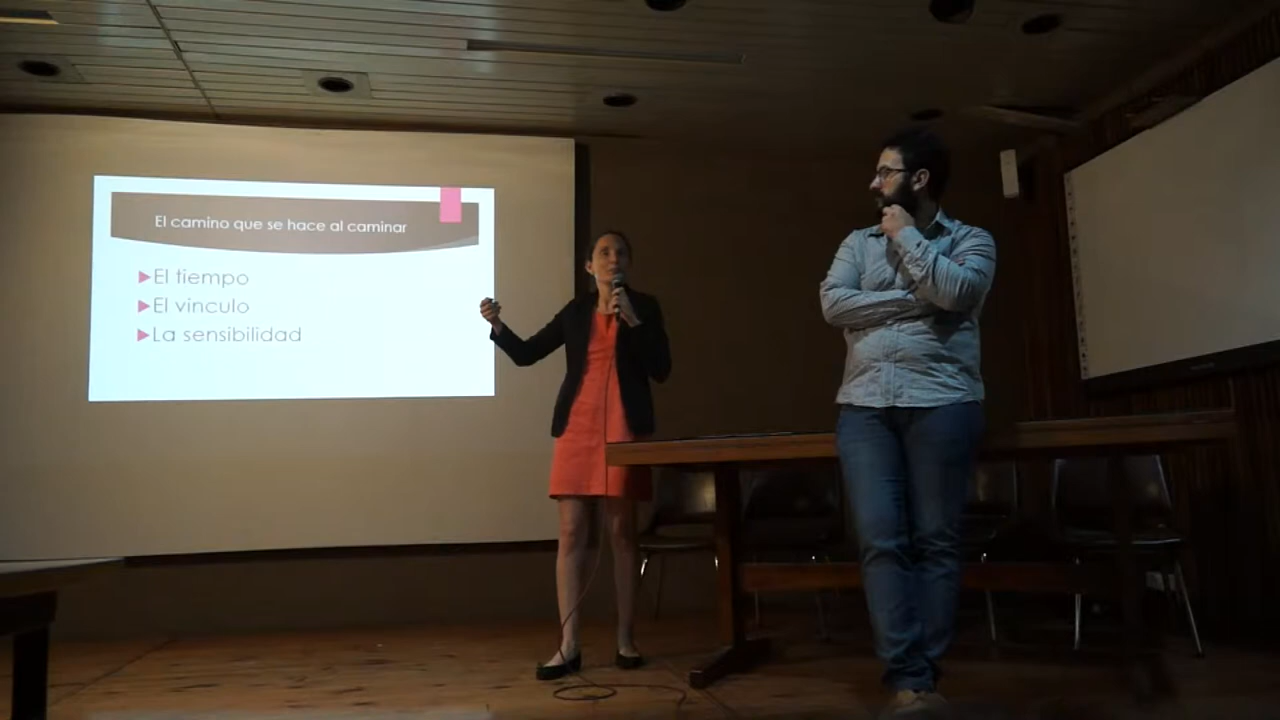 El camino que se hace al caminar
El tiempo
El vinculo
La sensibilidad